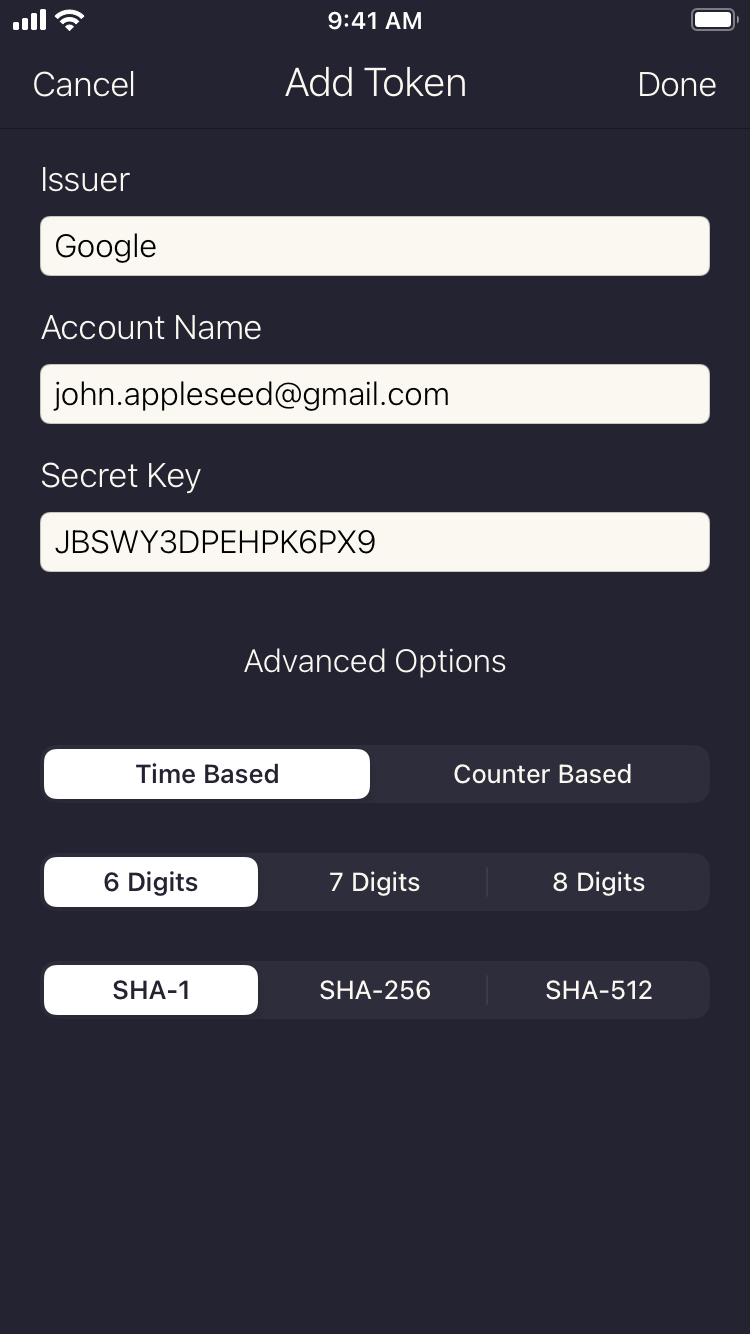 9:41 AM
Cancel Add Token Done
Issuer
Google
Account Name
john.appleseed@gmail.com
Secret Key
JBSWY3DPEHPK6PX9
Advanced Options
Time Based Counter Based
6 Digits 7 Digits 8 Digits
SHA-1 SHA-256 SHA-512